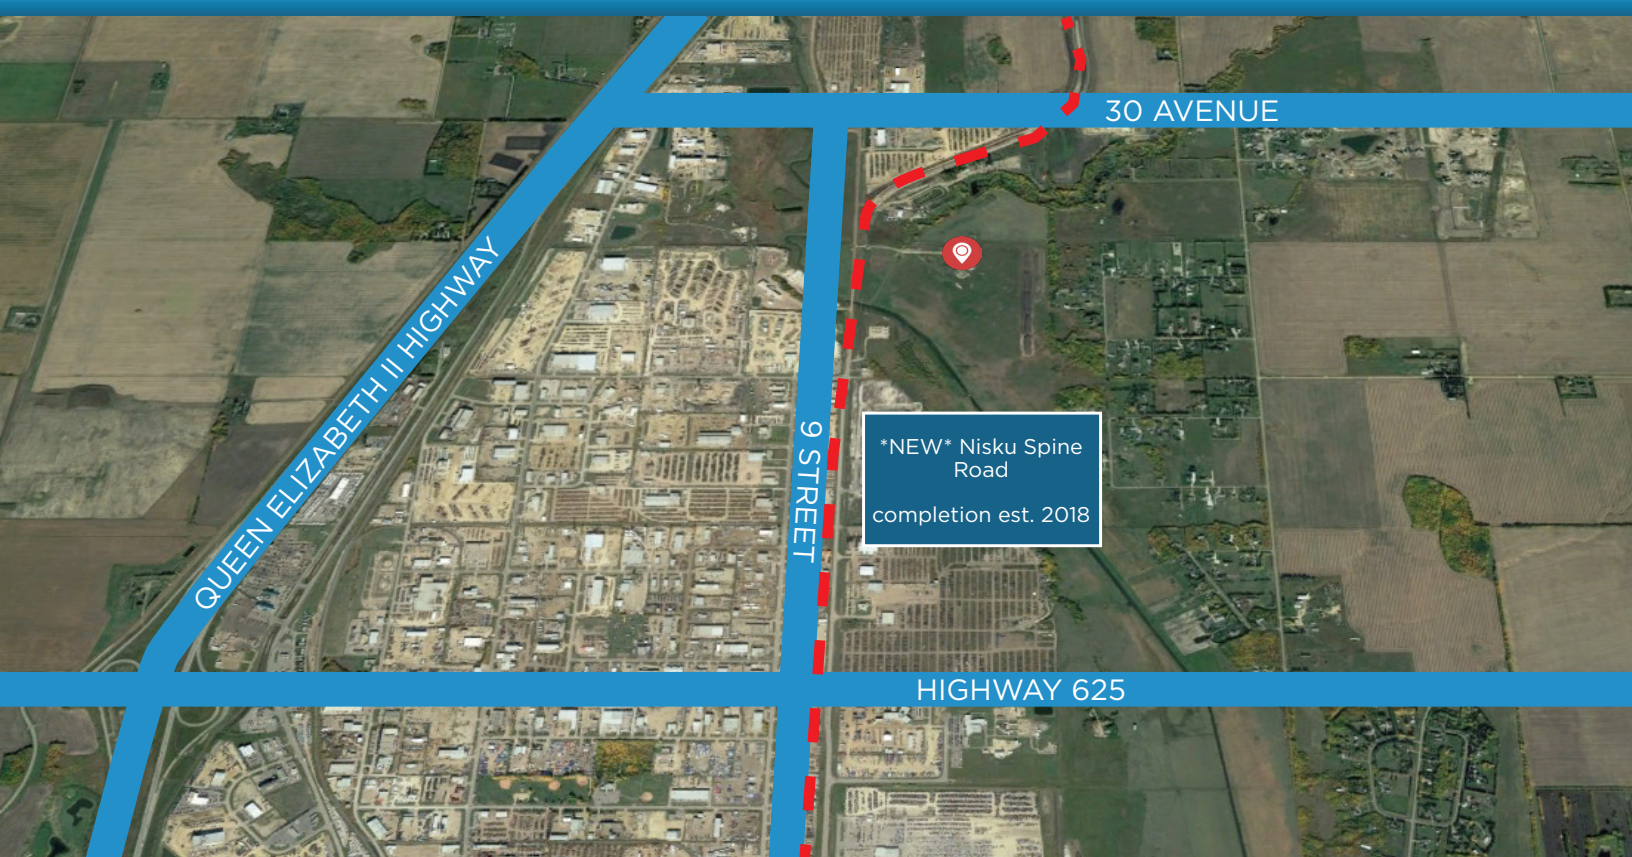 30 AVENUE
QUEEN ELIZABETH II HIGHWAY
9 STREET
*NEW* Nisku Spine
Road
completion est. 2018
HIGHWAY 625